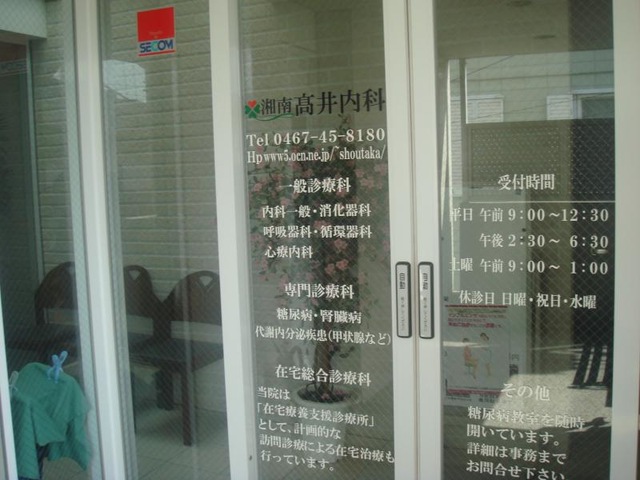 SECOM
湘南 髙井内科
Tel 0467-45-8180
Hp www5.ocn.ne.jp/~shoutaka/
一般診療科
内科一般・消化器科
呼吸器科・循環器科
心療内科
専門診療科
糖尿病・腎臓病
代謝内分泌疾患(甲状腺など)
在宅総合診療科
当院は
「在宅療養支援診療所」
として、計画的な
訪問診療による在宅治療も
行っています。
自動
自動
受付時間
平日 午前 9:00～12:30
午後 2:30～ 6:30
土曜 午前 9:00～ 1:00
休診日 日曜・祝日・水曜
その他
糖尿病教室を随時
開いています。
詳細は事務まで
お問合せ下さい